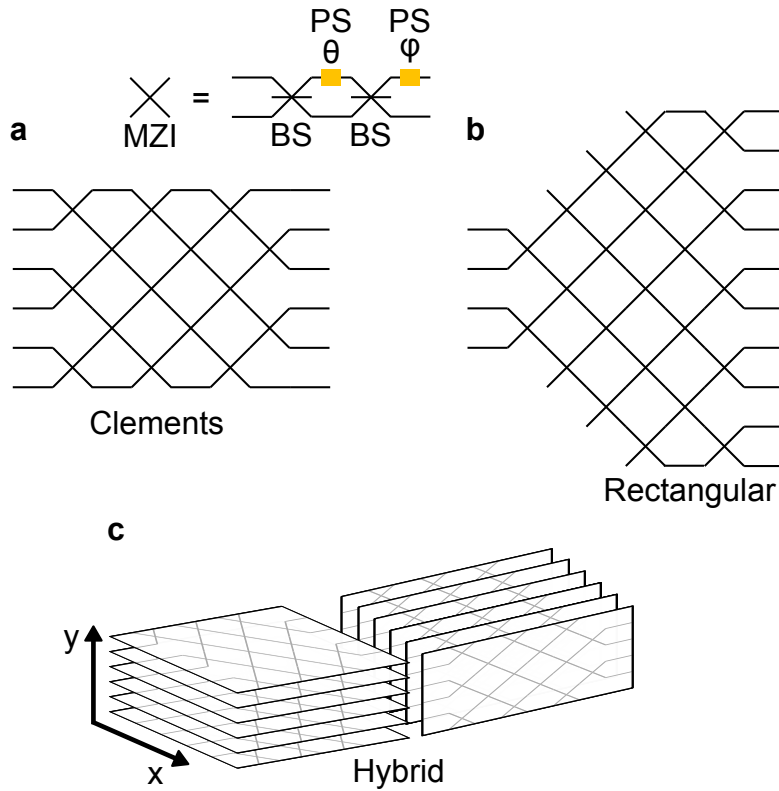 PS PS
θ φ
=
MZI BS BS
a b
Clements
Rectangular
c
y
x
Hybrid